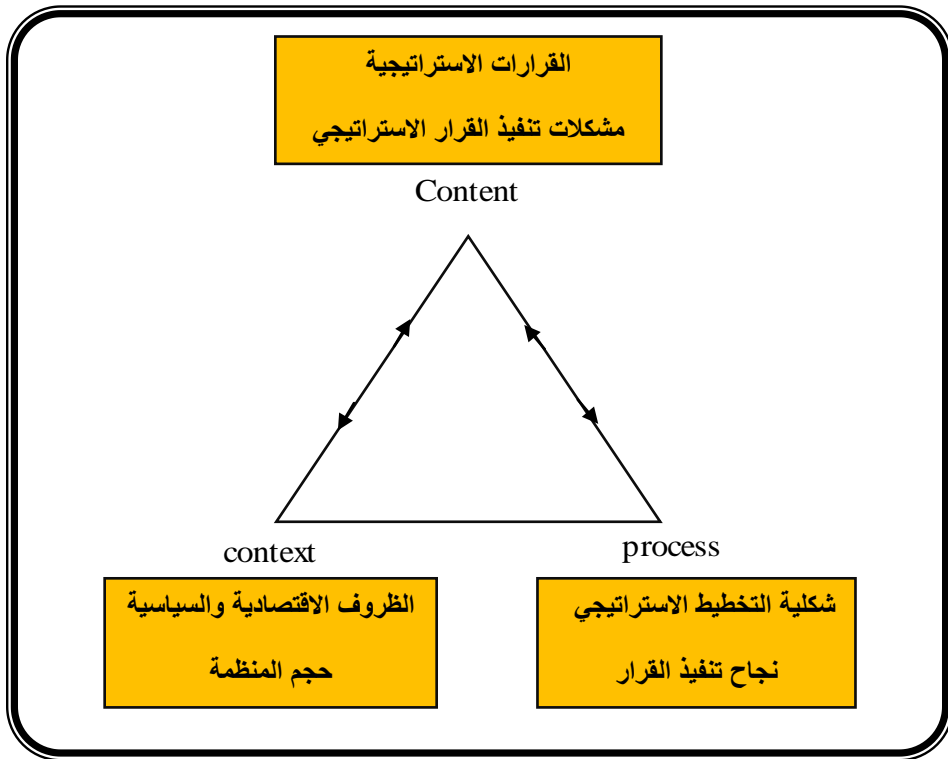 القرارات الاستراتيجية
مشكلات تنفيذ القرار الاستراتيجي
Content
context
process
الظروف الاقتصادية والسياسية
حجم المنظمة
شكلية التخطيط الاستراتيجي
نجاح تنفيذ القرار